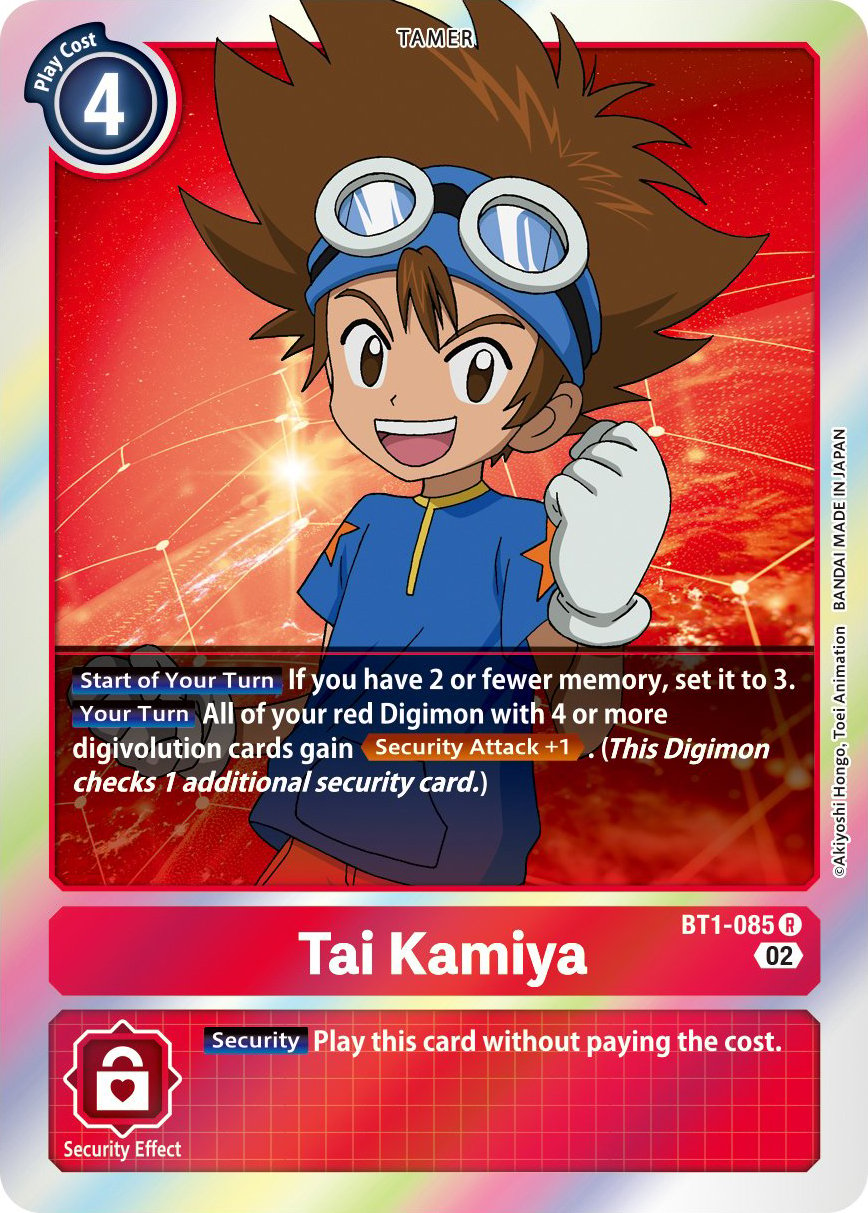 TAMER
Play Cost
4
Start of Your Turn If you have 2 or fewer memory, set it to 3.
Your Turn All of your red Digimon with 4 or more
digivolution cards gain Security Attack +1 . (This Digimon
checks 1 additional security card.)
©Akiyoshi Hongo, Toei Animation BANDAI MADE IN JAPAN
BT1-085 R
Tai Kamiya
02
Security Play this card without paying the cost.
Security Effect